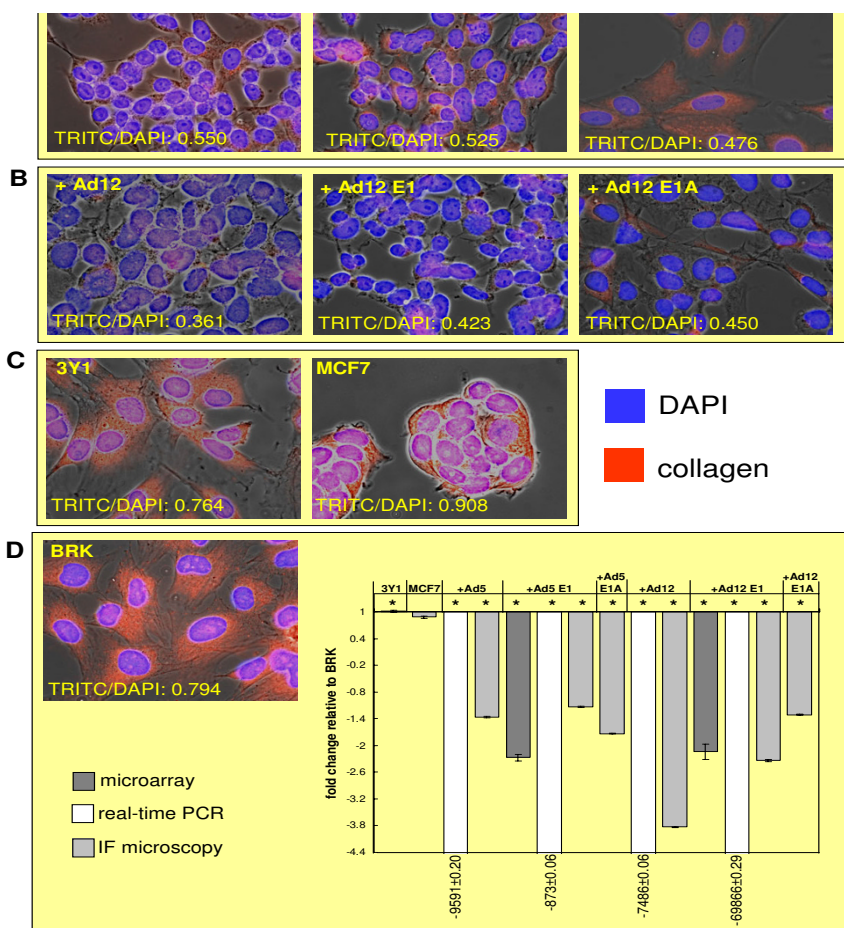 TRITC/DAPI: 0.550
TRITC/DAPI: 0.525
TRITC/DAPI: 0.476
B
+ Ad12
+ Ad12 E1
+ Ad12 E1A
TRITC/DAPI: 0.361
TRITC/DAPI: 0.423
TRITC/DAPI: 0.450
C
3Y1
MCF7
TRITC/DAPI: 0.764
TRITC/DAPI: 0.908
DAPI
collagen
D
BRK
TRITC/DAPI: 0.794
microarray
real-time PCR
IF microscopy
3Y1
MCF7
+Ad5
+Ad5 E1
+Ad5
E1A
+Ad12
+Ad12 E1
+Ad12
E1A
* * * * * * * * * * * *
fold change relative to BRK
1
0.4
-0.2
-0.8
-1.4
-2
-2.6
-3.2
-3.8
-4.4
-9591±0.20
-873±0.06
-7486±0.06
-69866±0.29